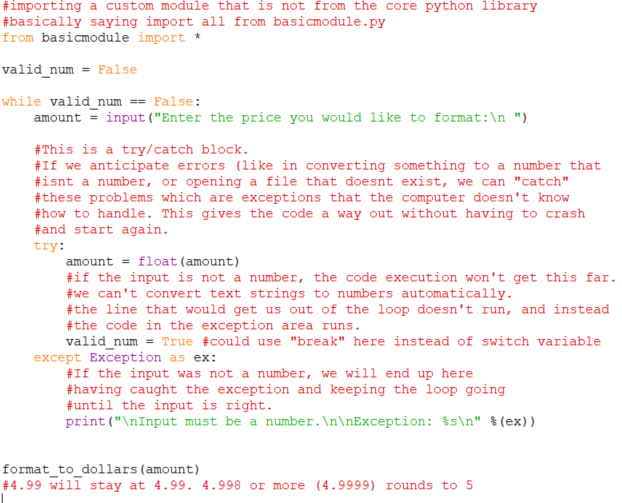 #importing a custom module that is not from the core python library
#basically saying import all from basicmodule.py
from basicmodule import *

valid_num = False

while valid_num == False:
    amount = input("Enter the price you would like to format:\n ")

    #This is a try/catch block.
    #If we anticipate errors (like in converting something to a number that
    #isnt a number, or opening a file that doesnt exist, we can "catch"
    #these problems which are exceptions that the computer doesn't know
    #how to handle. This gives the code a way out without having to crash
    #and start again.
    try:
        amount = float(amount)
        #if the input is not a number, the code execution won't get this far.
        #we can't convert text strings to numbers automatically.
        #the line that would get us out of the loop doesn't run, and instead
        #the code in the exception area runs.
        valid_num = True #could use "break" here instead of switch variable
    except Exception as ex:
        #If the input was not a number, we will end up here
        #having caught the exception and keeping the loop going
        #until the input is right.
        print("\nInput must be a number.\n\nException: %s\n" %(ex))


format_to_dollars(amount)
#4.99 will stay at 4.99. 4.998 or more (4.9999) rounds to 5